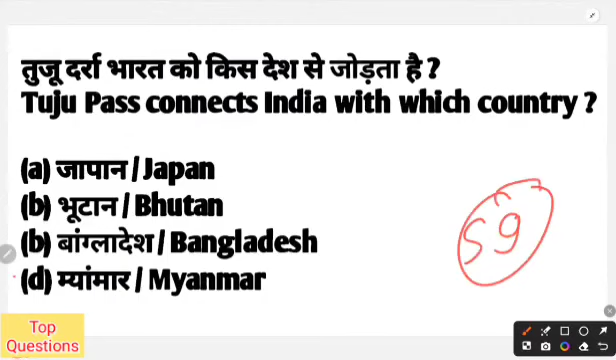 तुजू दर्रा भारत को किस देश से जोड़ता है ?
Tuju Pass connects India with which country ?
(a) जापान / Japan
(b) भूटान / Bhutan
(b) बांग्लादेश / Bangladesh
(d) म्यांमार / Myanmar
59
Top
Questions